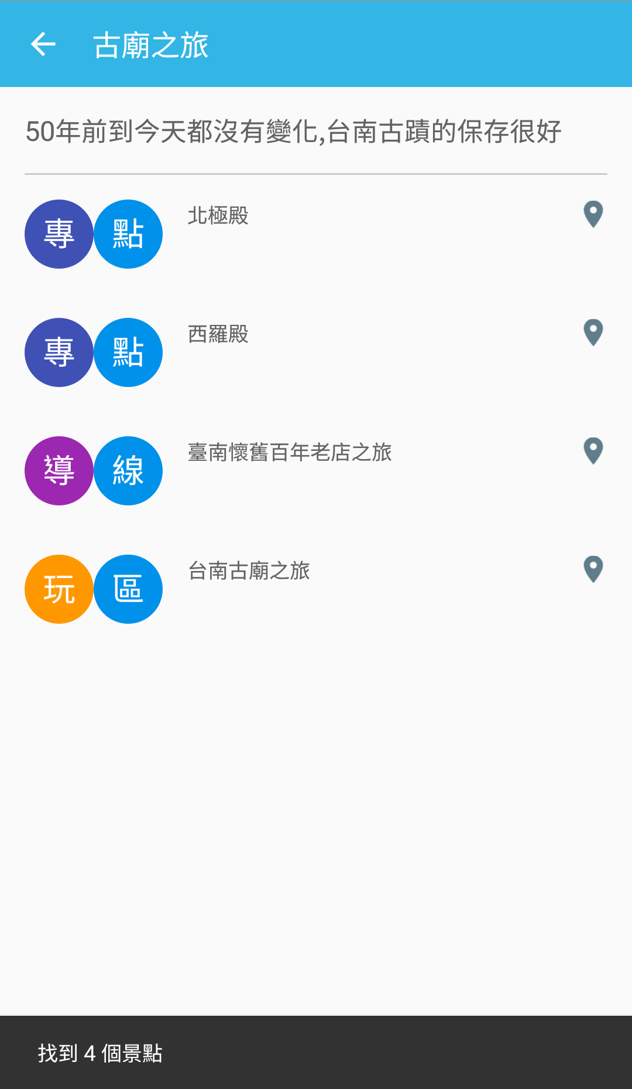 古廟之旅
50年前到今天都沒有變化,台南古蹟的保存很好
專 點 北極殿
專 點 西羅殿
導 線 臺南懷舊百年老店之旅
玩 區 台南古廟之旅
找到 4 個景點